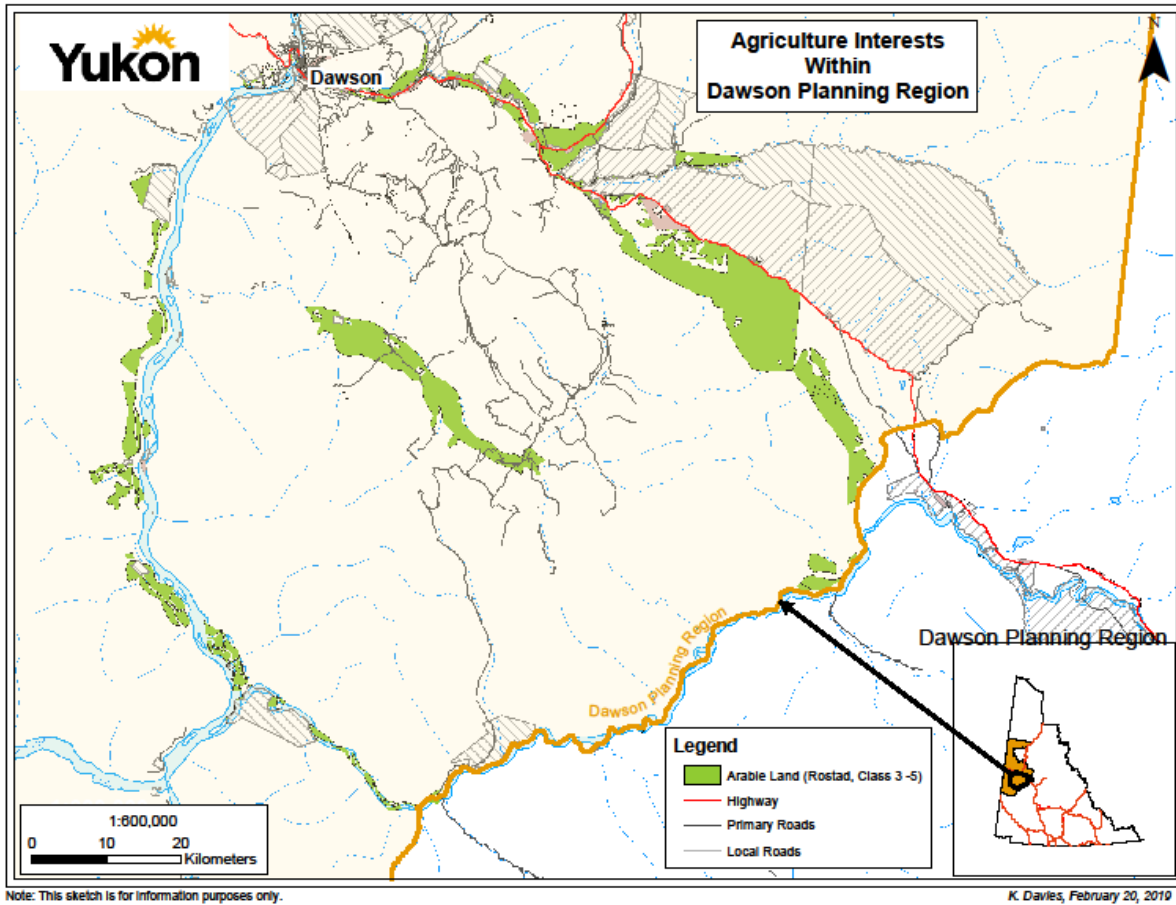 Yukon
Dawson
Agriculture Interests
Within
Dawson Planning Region
N
Dawson Planning Region
Dawson Planning Region
Legend
Arable Land (Rostad, Class 3 -5)
Highway
Primary Roads
Local Roads
1:600,000
0 10 20
Kilometers
Note: This sketch is for information purposes only.
K. Davies, February 20, 2019